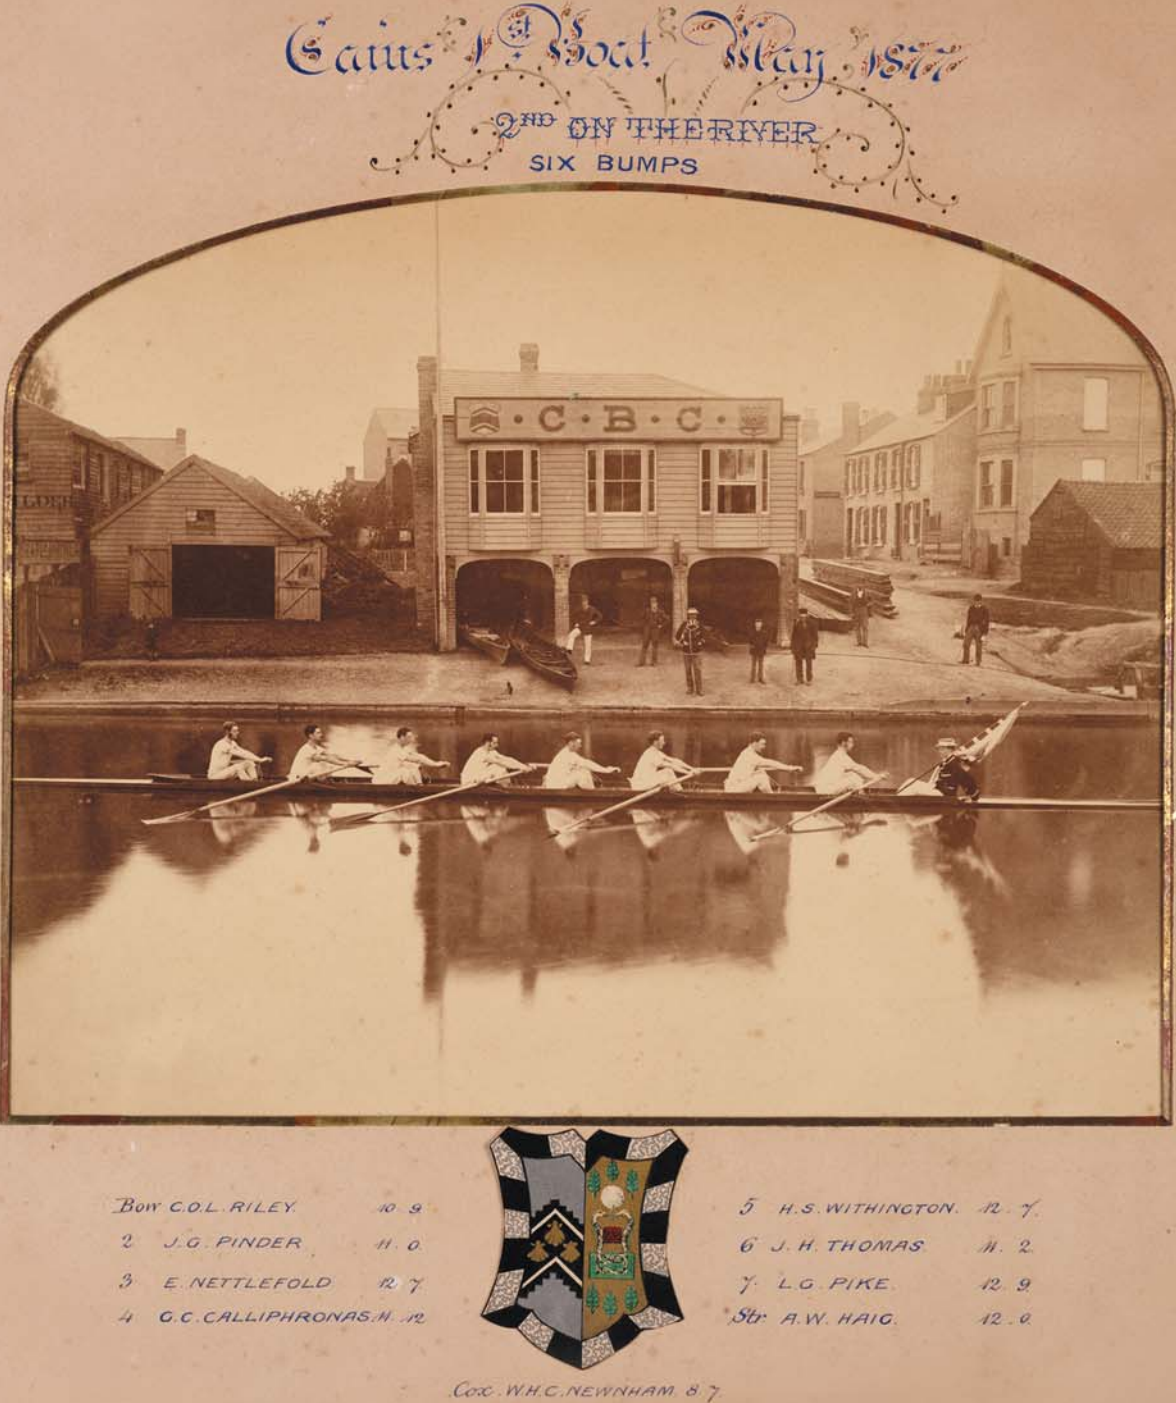 Caius 1st Boat May 1877
2ND ON THE RIVER
SIX BUMPS
· C · B · C ·
Bow C.O.L. RILEY. 10 9
2 J.G. PINDER 11.0.
3 E. NETTLEFOLD 12 7
4 G.C. CALLIPHRONAS. 11.12
5 H.S. WITHINGTON. 12.7.
6 J.H. THOMAS. 11.2.
7. L.G. PIKE. 12.9.
Str A.W. HAIG. 12.0.
Cox. W.H.C. NEWNHAM. 8.7.